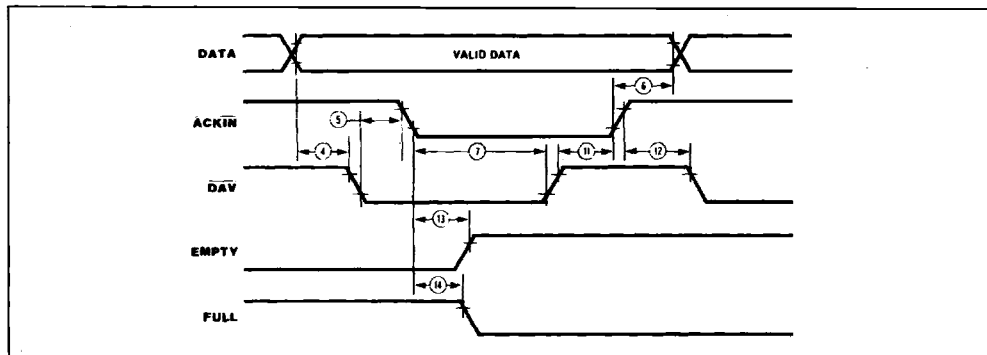 DATA
VALID DATA
6
ACKIN
5
4
7
11
12
DAV
13
EMPTY
14
FULL